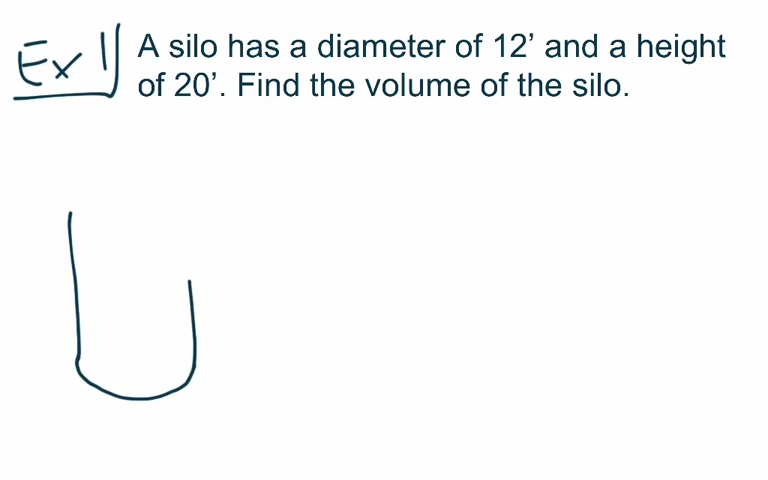 Ex 1
A silo has a diameter of 12’ and a height
of 20’. Find the volume of the silo.